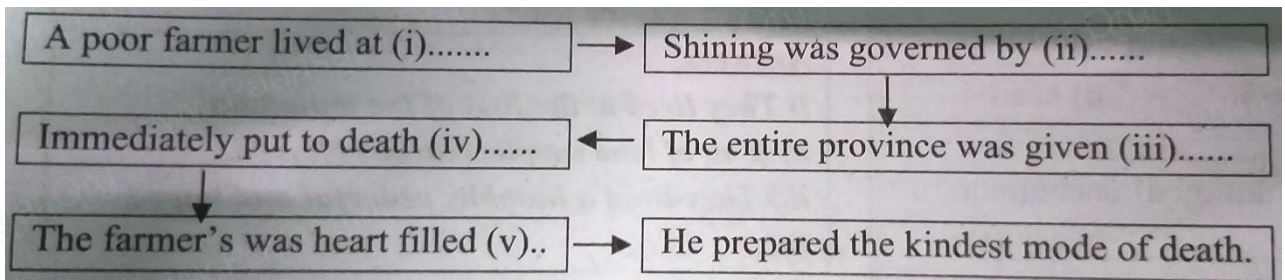 A poor farmer lived at (i).......
Shining was governed by (ii)......
The entire province was given (iii)......
Immediately put to death (iv)......
The farmer's was heart filled (v)..
He prepared the kindest mode of death.